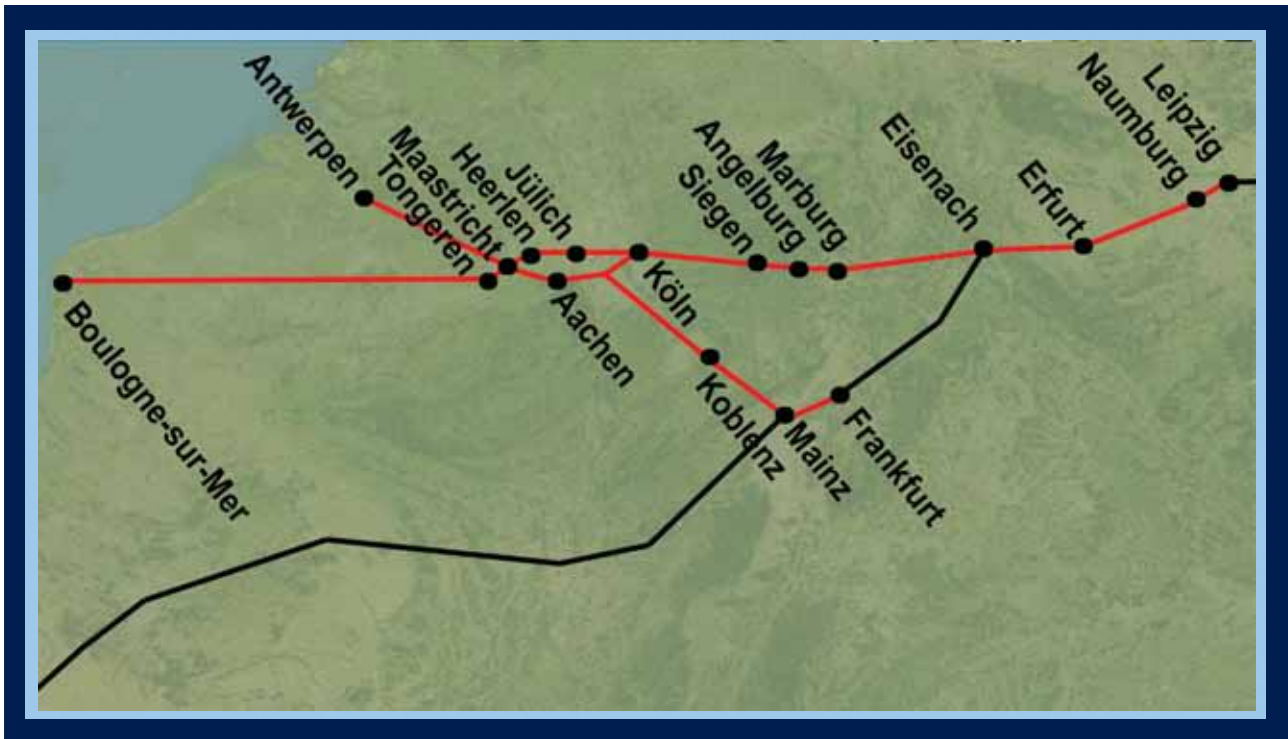 Antwerpen
Maastricht
Tongeren
Heerlen
Jülich
Siegen
Angelburg
Marburg
Eisenach
Erfurt
Naumburg
Leipzig
Boulogne-sur-Mer
Aachen
Köln
Koblenz
Mainz
Frankfurt